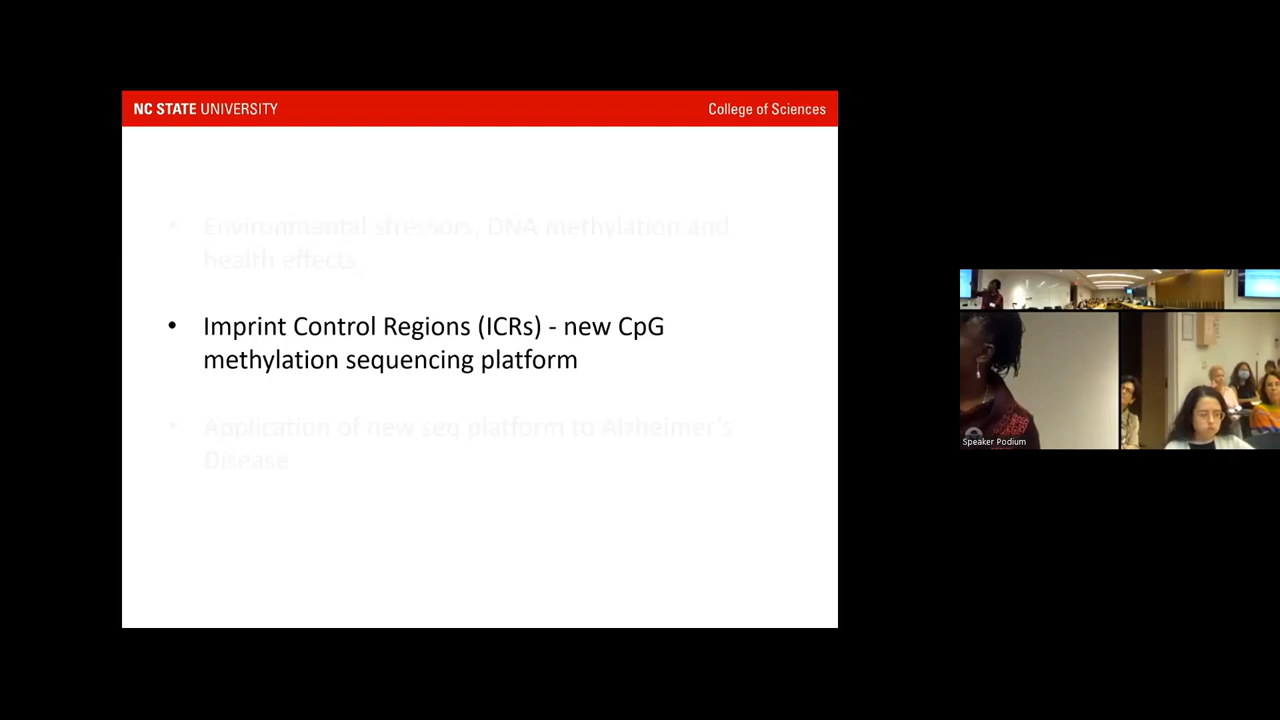 NC STATE UNIVERSITY
College of Sciences
• Environmental stressors, DNA methylation and
health effects
• Imprint Control Regions (ICRs) - new CpG
methylation sequencing platform
• Application of new seq platform to Alzheimer's
Disease
Speaker Podium